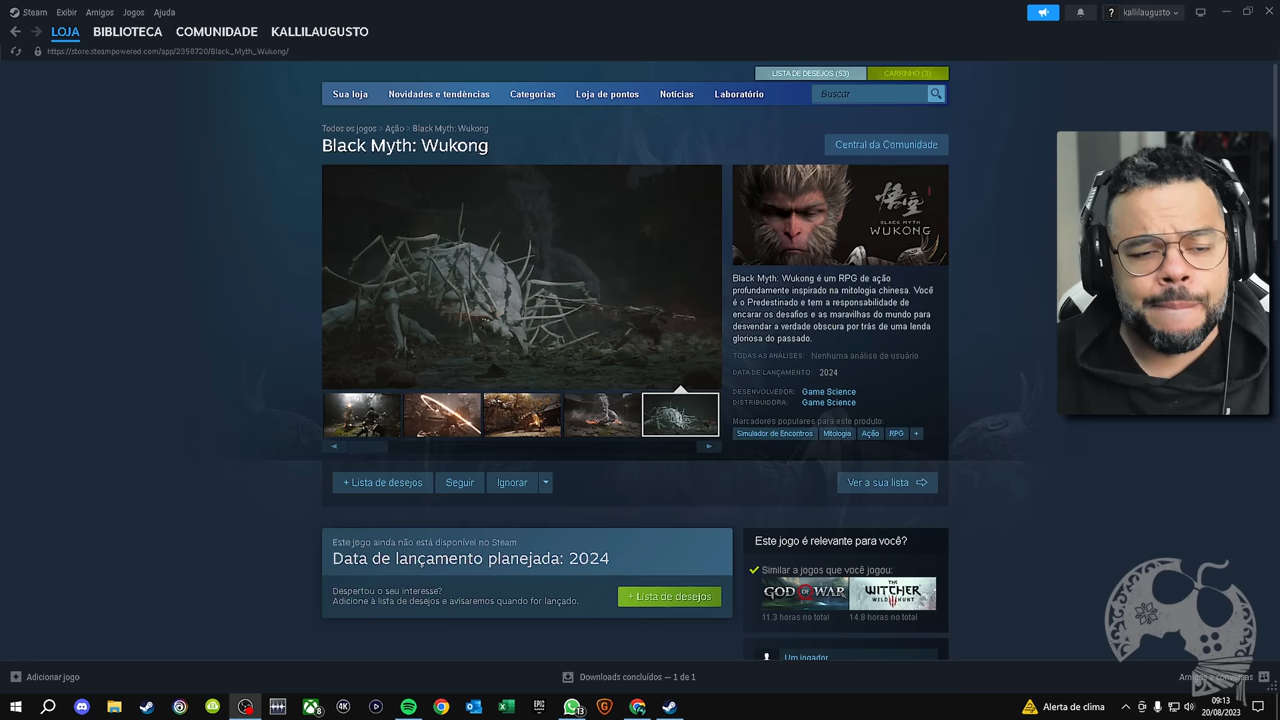 Steam Exibir Amigos Jogos Ajuda
kallilaugusto
LOJA BIBLIOTECA COMUNIDADE KALLILAUGUSTO
https://store.steampowered.com/app/2358720/Black_Myth_Wukong/
LISTA DE DESEJOS (53) CARRINHO (3)
Sua loja Novidades e tendências Categorias Loja de pontos Notícias Laboratório Buscar
Todos os jogos > Ação > Black Myth: Wukong
Black Myth: Wukong
Central da Comunidade
悟空
BLACK MYTH
WUKONG
Black Myth: Wukong é um RPG de ação
profundamente inspirado na mitologia chinesa. Você
é o Predestinado e tem a responsabilidade de
encarar os desafios e as maravilhas do mundo para
desvendar a verdade obscura por trás de uma lenda
gloriosa do passado.
TODAS AS ANÁLISES: Nenhuma análise de usuário
DATA DE LANÇAMENTO: 2024
DESENVOLVEDOR: Game Science
DISTRIBUIDORA: Game Science
Marcadores populares para este produto:
Simulador de Encontros Mitologia Ação RPG +
+ Lista de desejos Seguir Ignorar Ver a sua lista
Este jogo ainda não está disponível no Steam
Data de lançamento planejada: 2024
Despertou o seu interesse?
Adicione à lista de desejos e avisaremos quando for lançado.
+ Lista de desejos
Este jogo é relevante para você?
Similar a jogos que você jogou:
GOD OF WAR
THE WITCHER WILD HUNT
11.3 horas no total 14.8 horas no total
Um jogador
Adicionar jogo Downloads concluídos — 1 de 1 Amigos e conversas
4K EPIC GAMES 13 8
Alerta de clima
09:13
20/08/2023